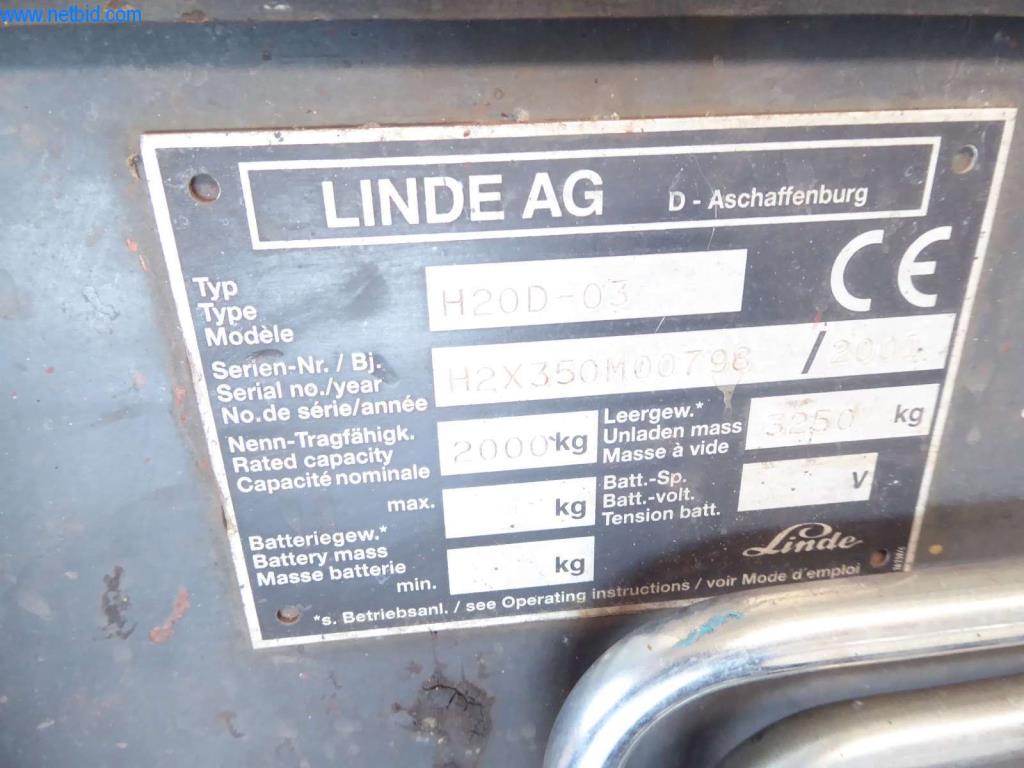 www.netbid.com
LINDE AG D - Aschaffenburg
CE
Typ
Type
Modèle
H20D-03
Serien-Nr. / Bj.
Serial no./year
No.de série/année
H2X350M00798 / 2001
Nenn-Tragfähigk.
Rated capacity
Capacité nominale
2000 kg
Leergew.*
Unladen mass
Masse à vide
3250 kg
Batteriegew.*
Battery mass
Masse batterie
max. kg
min. kg
Batt.-Sp.
Batt.-volt.
Tension batt.
V
Linde
*s. Betriebsanl. / see Operating instructions / voir Mode d'emploi